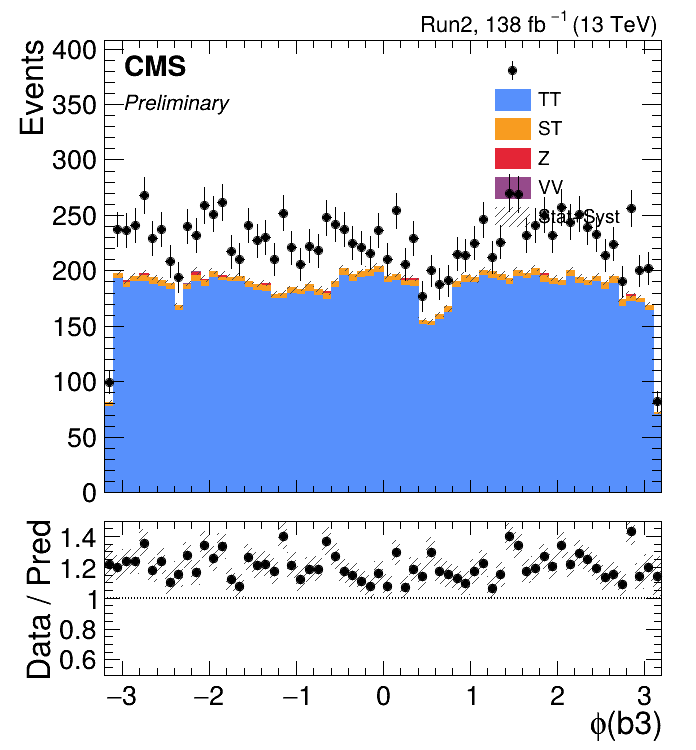 Run2, 138 fb⁻¹ (13 TeV)
Events
400
350
300
250
200
150
100
50
0
CMS
Preliminary
TT
ST
Z
VV
Stat+Syst
Data / Pred
1.4
1.2
1
0.8
0.6
−3 −2 −1 0 1 2 3
ϕ(b3)